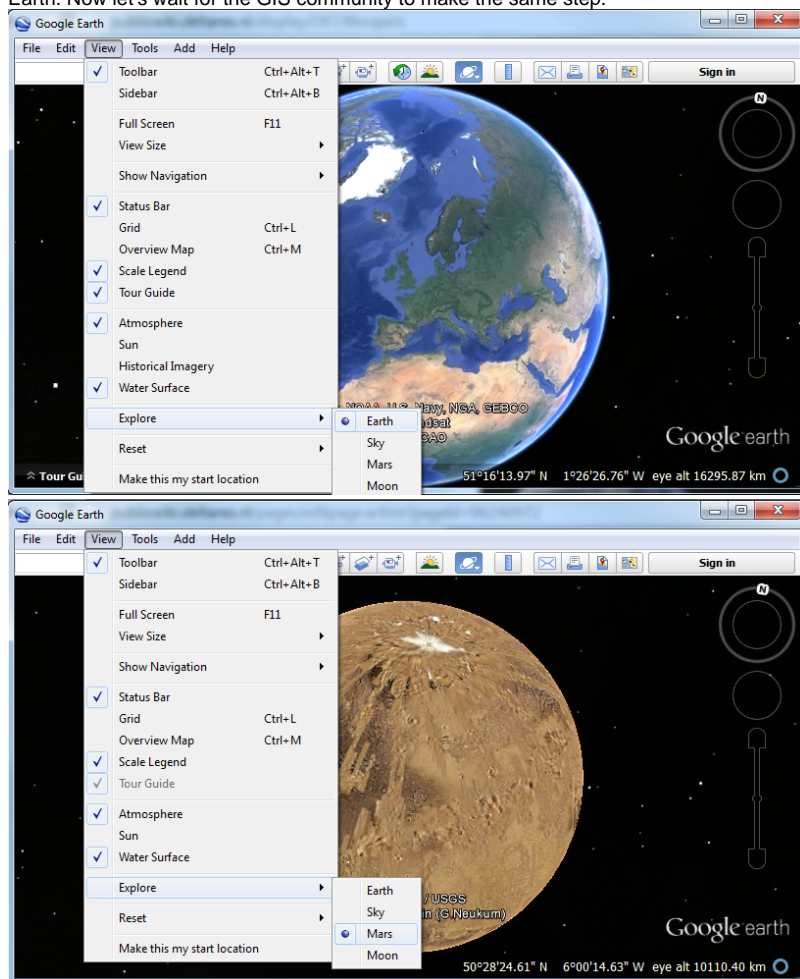 Earth. Now let's wait for the GIS community to make the same step.
Google Earth
File Edit View Tools Add Help
Sign in
Toolbar Ctrl+Alt+T
Sidebar Ctrl+Alt+B
Full Screen F11
View Size
Show Navigation
Status Bar
Grid Ctrl+L
Overview Map Ctrl+M
Scale Legend
Tour Guide
Atmosphere
Sun
Historical Imagery
Water Surface
Explore
Reset
Make this my start location
Earth
Sky
Mars
Moon
N
NOAA, U.S. Navy, NGA, GEBCO
Google earth
Tour Gu
51°16'13.97" N 1°26'26.76" W eye alt 16295.87 km
Google Earth
File Edit View Tools Add Help
Sign in
Toolbar Ctrl+Alt+T
Sidebar Ctrl+Alt+B
Full Screen F11
View Size
Show Navigation
Status Bar
Grid Ctrl+L
Overview Map Ctrl+M
Scale Legend
Tour Guide
Atmosphere
Sun
Water Surface
Explore
Reset
Make this my start location
Earth
Sky
Mars
Moon
N
/ USGS
in (G.Neukum)
Google earth
50°28'24.61" N 6°00'14.63" W eye alt 10110.40 km